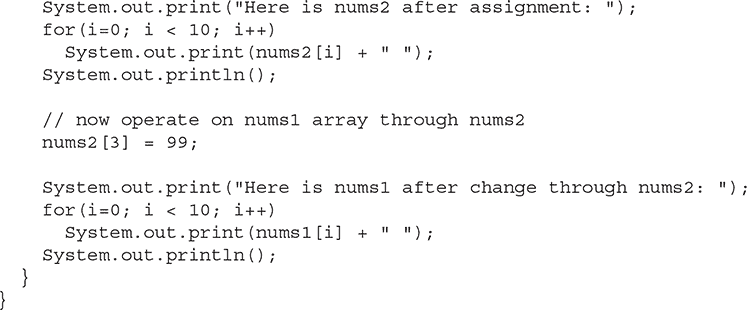 System.out.print("Here is nums2 after assignment: ");
for(i=0; i < 10; i++)
System.out.print(nums2[i] + " ");
System.out.println();
// now operate on nums1 array through nums2
nums2[3] = 99;
System.out.print("Here is nums1 after change through nums2: ");
for(i=0; i < 10; i++)
System.out.print(nums1[i] + " ");
System.out.println();
}
}